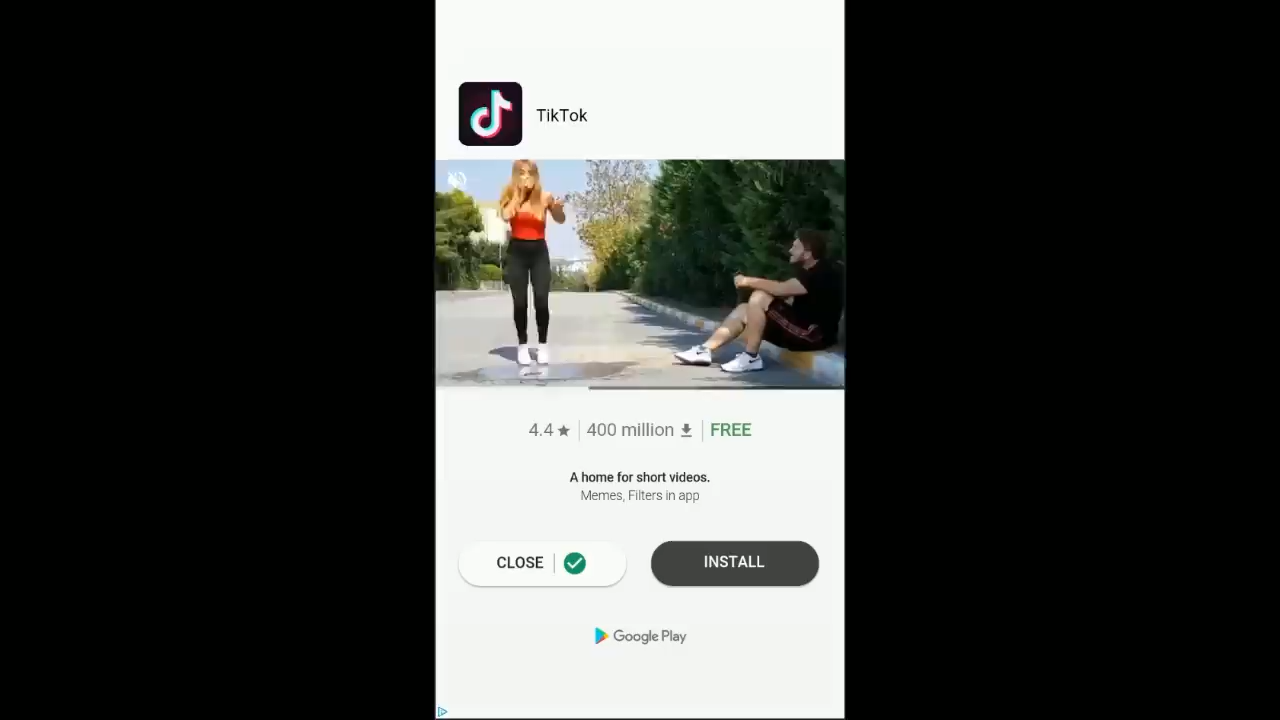 TikTok
4.4 ★ | 400 million | FREE
A home for short videos.
Memes, Filters in app
CLOSE
INSTALL
Google Play